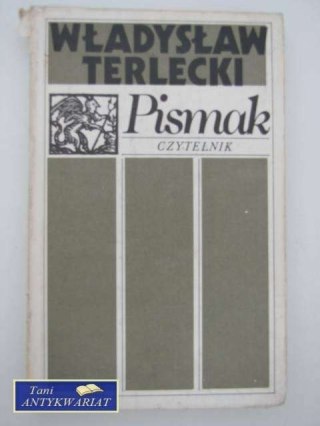 WŁADYSŁAW
TERLECKI
Pismak
CZYTELNIK
Tani
ANTYKWARIAT